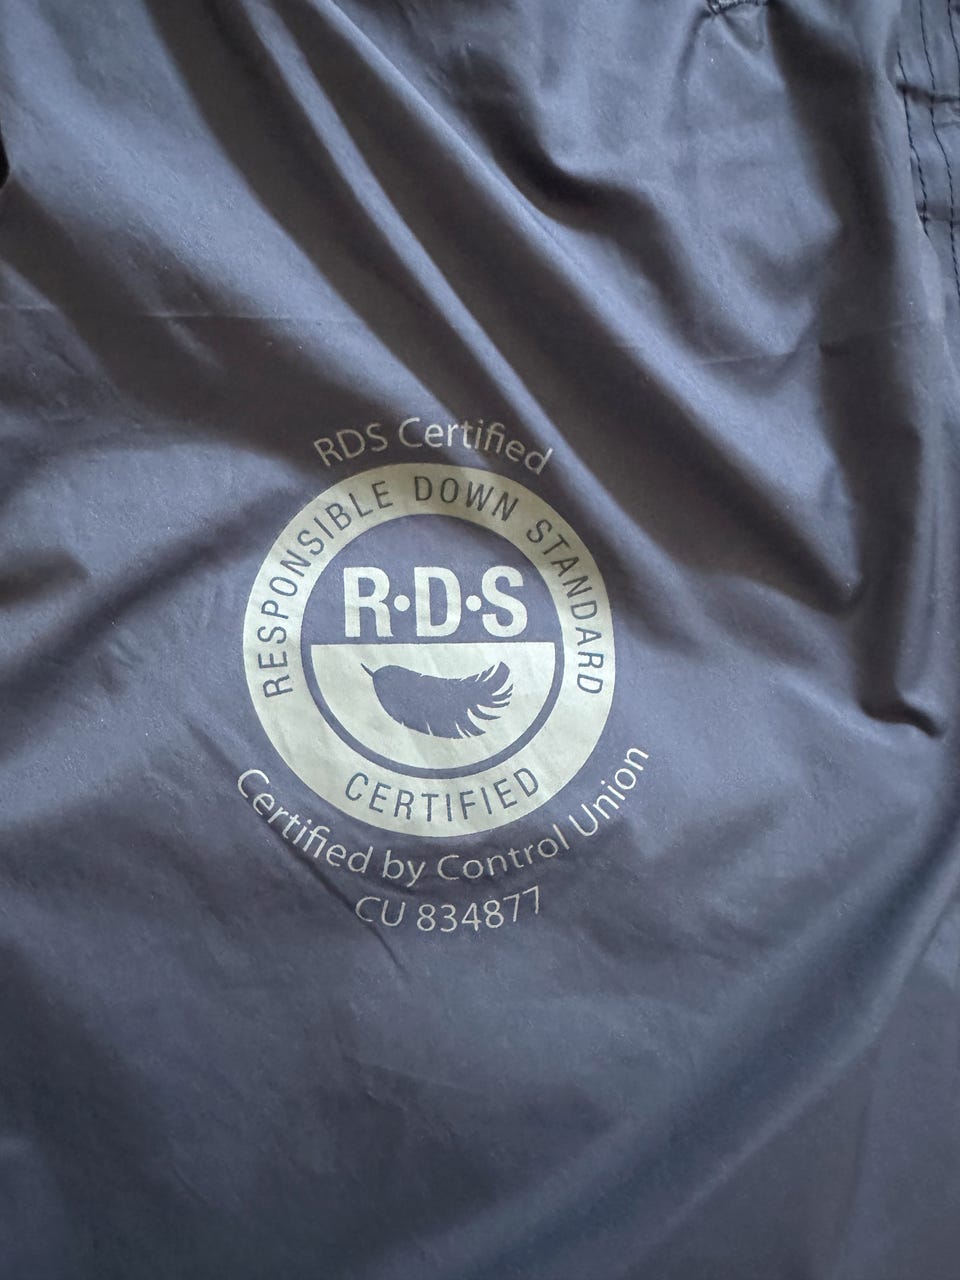 RDS Certified
RESPONSIBLE DOWN STANDARD
R·D·S
CERTIFIED
Certified by Control Union
CU 834877